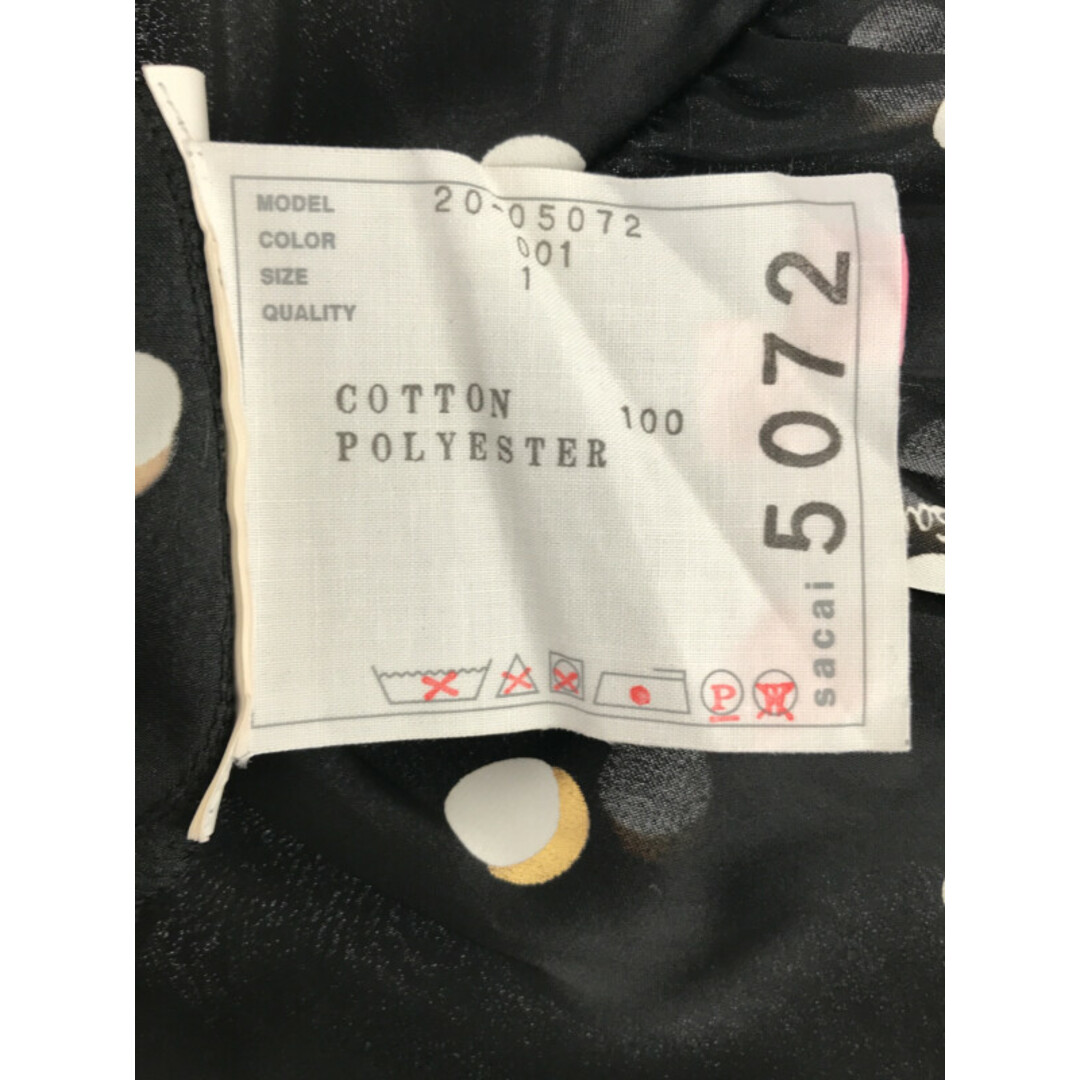 MODEL 20-05072
COLOR 001
SIZE 1
QUALITY
COTTON 100
POLYESTER
P W
sacai 5072